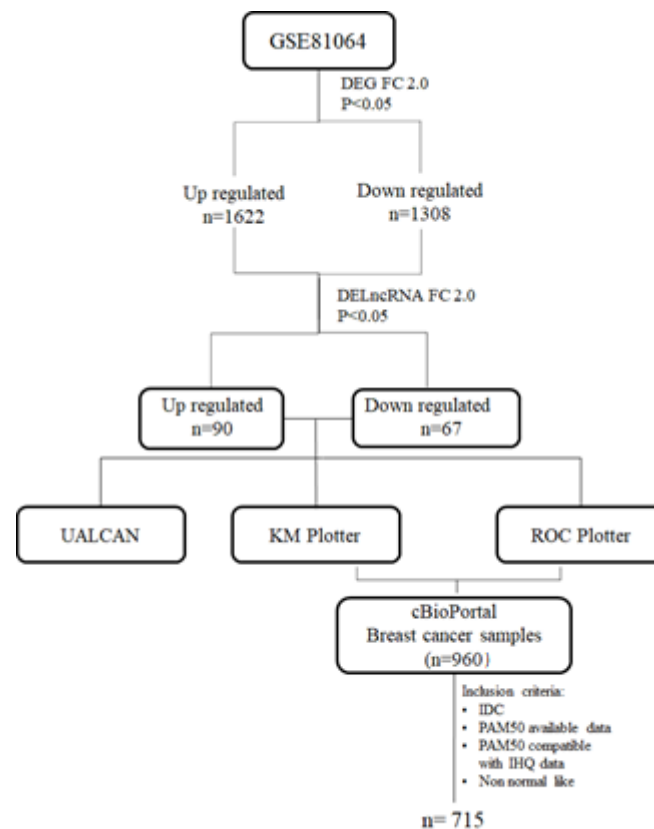 GSE81064
DEG FC 2.0
P<0.05
Up regulated
n=1622
Down regulated
n=1308
DELncRNA FC 2.0
P<0.05
Up regulated
n=90
Down regulated
n=67
UALCAN
KM Plotter
ROC Plotter
cBioPortal
Breast cancer samples
(n=960}
Inclusion criteria:
• IDC
• PAM50 available data
• PAM50 compatible
with IHQ data
• Non normal like
n= 715